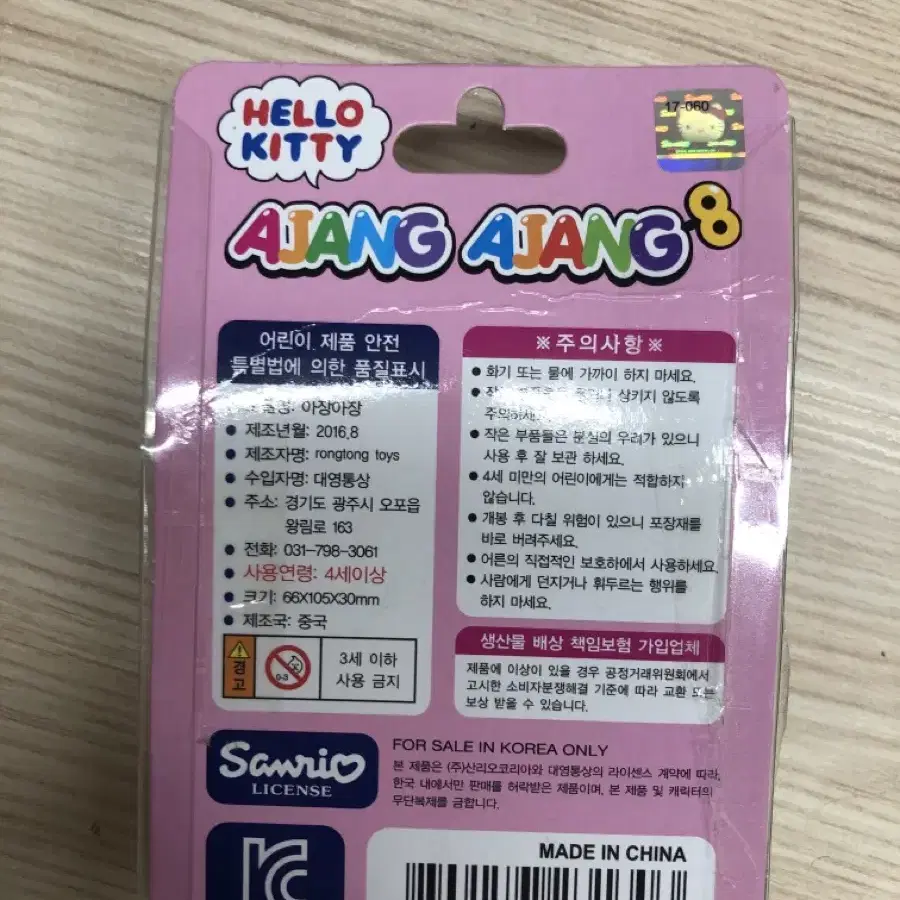 HELLO
KITTY
17-060
AJANG AJANG 8
어린이 제품 안전
특별법에 의한 품질표시
아장아장
• 제조년월: 2016.8
• 제조자명: rongtong toys
• 수입자명: 대영통상
• 주소: 경기도 광주시 오포읍
왕림로 163
• 전화: 031-798-3061
• 사용연령: 4세이상
• 크기: 66X105X30mm
• 제조국: 중국
경고
0-3
3세 이하
사용 금지
※주의사항※
• 화기 또는 물에 가까이 하지 마세요.
삼키지 않도록
주의하세요.
• 작은 부품들은 분실의 우려가 있으니
사용 후 잘 보관 하세요.
• 4세 미만의 어린이에게는 적합하지
않습니다.
• 개봉 후 다칠 위험이 있으니 포장재를
바로 버려주세요.
• 어른의 직접적인 보호하에서 사용하세요.
• 사람에게 던지거나 휘두르는 행위를
하지 마세요.
생산물 배상 책임보험 가입업체
제품에 이상이 있을 경우 공정거래위원회에서
고시한 소비자분쟁해결 기준에 따라 교환 또는
보상 받을 수 있습니다.
Sanrio
LICENSE
FOR SALE IN KOREA ONLY
본 제품은 (주)산리오코리아와 대영통상의 라이센스 계약에 따라,
한국 내에서만 판매를 허락받은 제품이며, 본 제품 및 캐릭터의
무단복제를 금합니다.
MADE IN CHINA